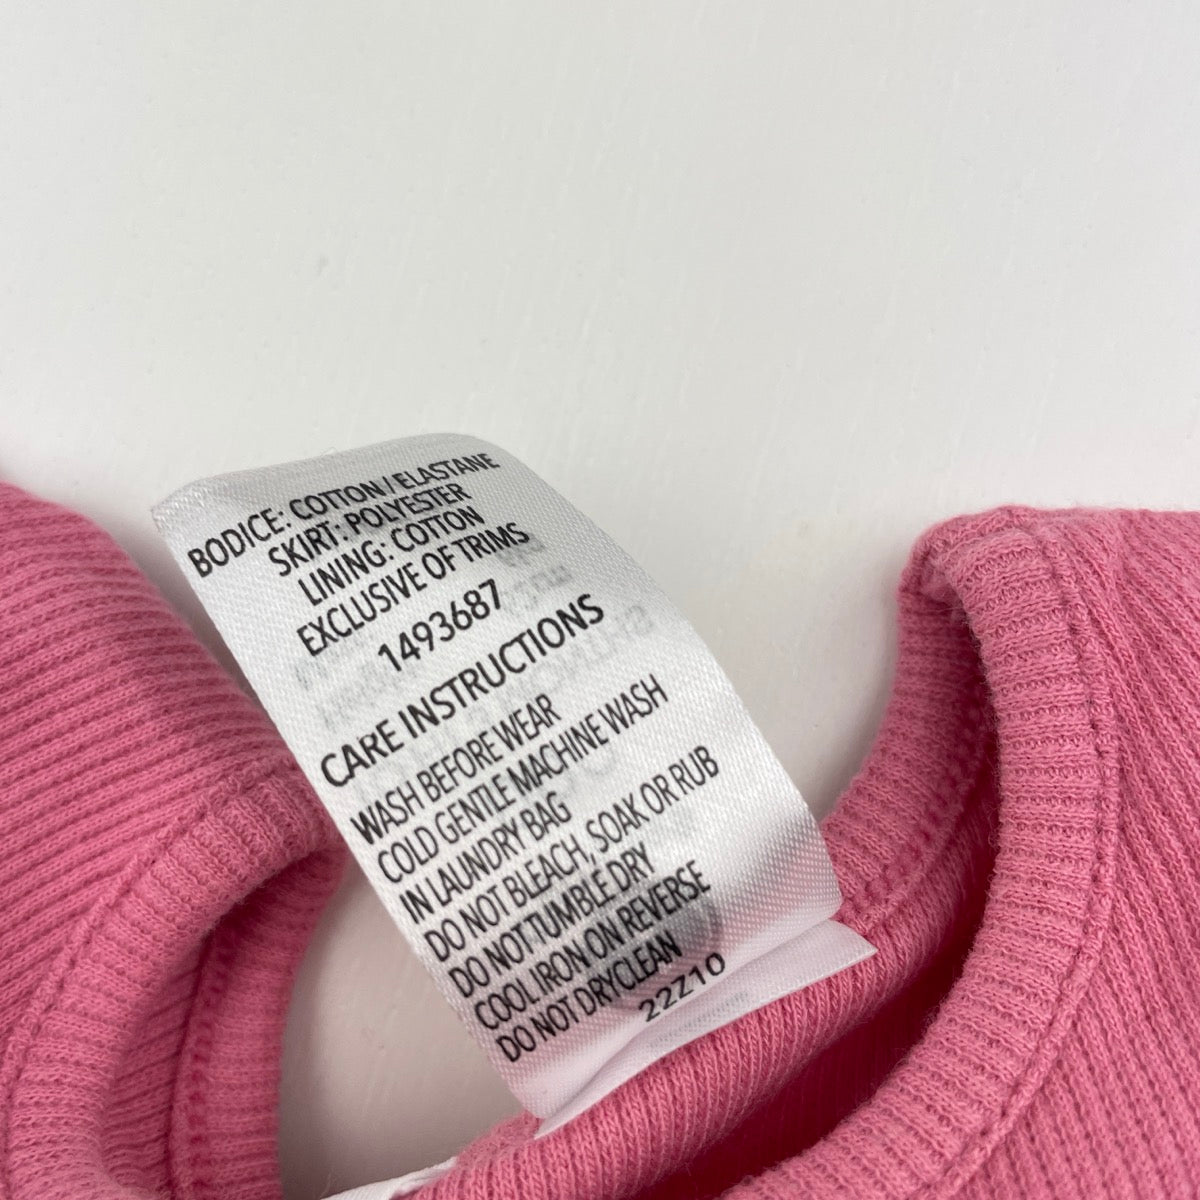 BODICE: COTTON / ELASTANE
SKIRT: POLYESTER
LINING: COTTON
EXCLUSIVE OF TRIMS
1493687
CARE INSTRUCTIONS
WASH BEFORE WEAR
COLD GENTLE MACHINE WASH
IN LAUNDRY BAG
DO NOT BLEACH, SOAK OR RUB
DO NOT TUMBLE DRY
COOL IRON ON REVERSE
DO NOT DRYCLEAN
22Z10